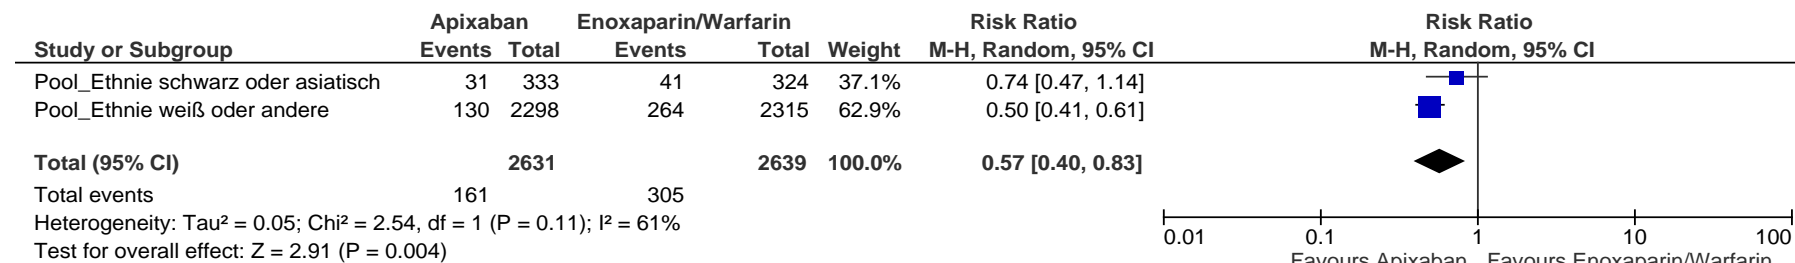 Apixaban Enoxaparin/Warfarin Risk Ratio Risk Ratio
Study or Subgroup Events Total Events Total Weight M-H, Random, 95% CI M-H, Random, 95% CI
Pool_Ethnie schwarz oder asiatisch 31 333 41 324 37.1% 0.74 [0.47, 1.14]
Pool_Ethnie weiß oder andere 130 2298 264 2315 62.9% 0.50 [0.41, 0.61]
Total (95% CI) 2631 2639 100.0% 0.57 [0.40, 0.83]
Total events 161 305
Heterogeneity: Tau² = 0.05; Chi² = 2.54, df = 1 (P = 0.11); I² = 61%
Test for overall effect: Z = 2.91 (P = 0.004)
0.01 0.1 1 10 100
Favours Apixaban Favours Enoxaparin/Warfarin